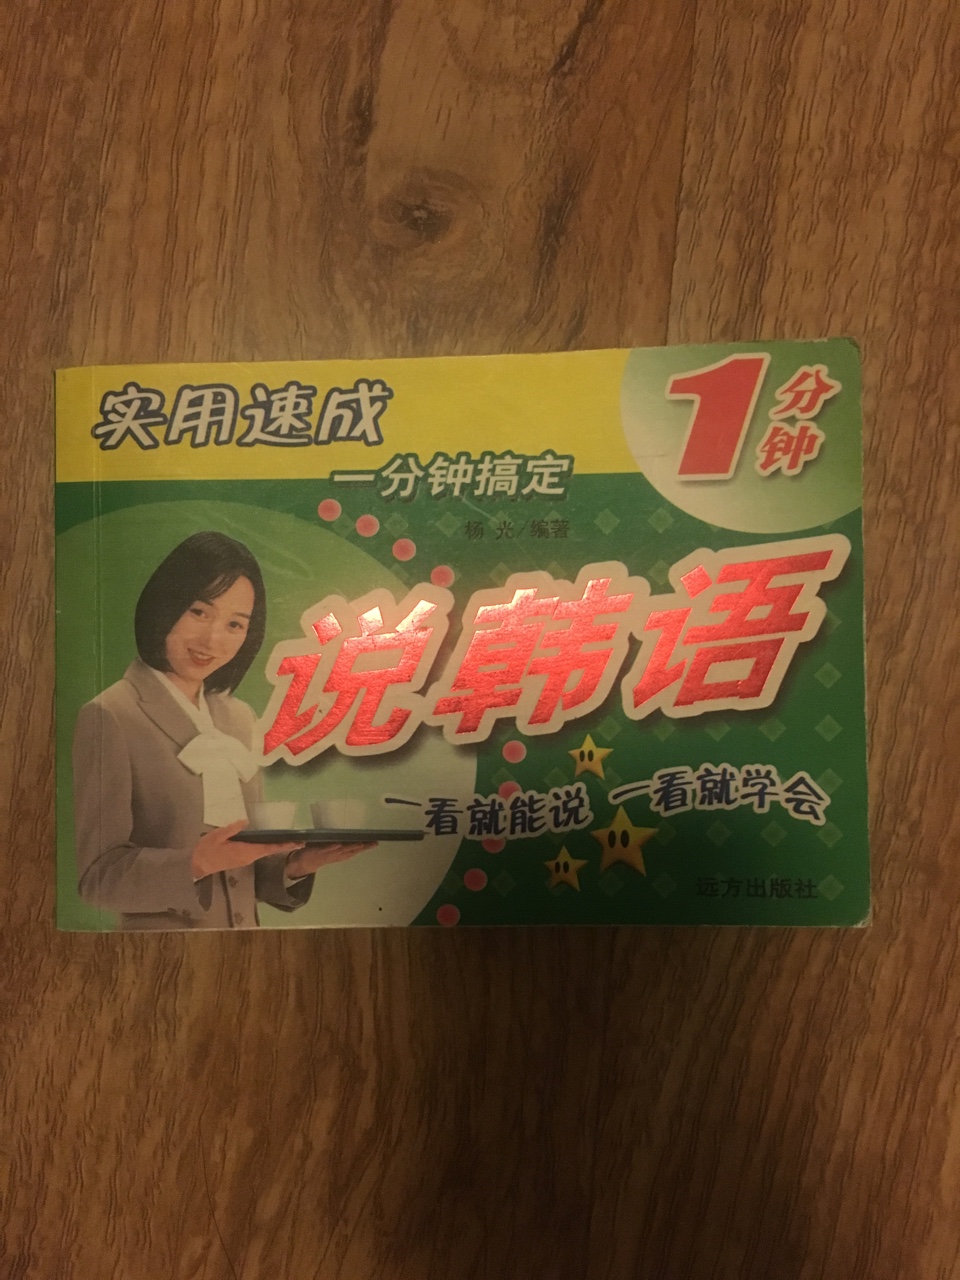 实用速成
1分钟
一分钟搞定
杨光/编著
说韩语
一看就能说 一看就学会
远方出版社